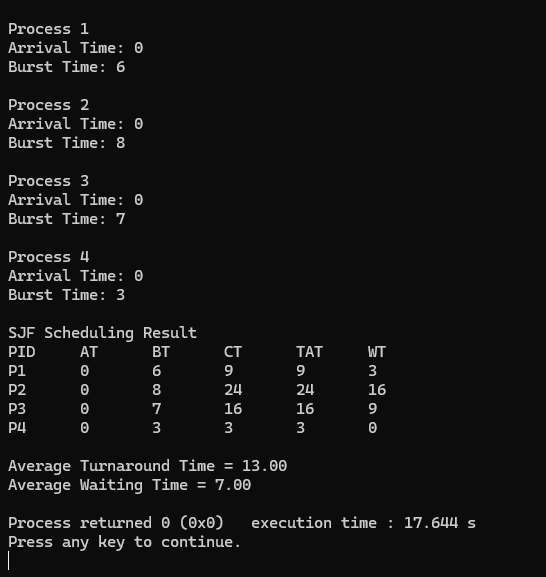 Process 1
Arrival Time: 0
Burst Time: 6
Process 2
Arrival Time: 0
Burst Time: 8
Process 3
Arrival Time: 0
Burst Time: 7
Process 4
Arrival Time: 0
Burst Time: 3
SJF Scheduling Result
PID AT BT CT TAT WT
P1 0 6 9 9 3
P2 0 8 24 24 16
P3 0 7 16 16 9
P4 0 3 3 3 0
Average Turnaround Time = 13.00
Average Waiting Time = 7.00
Process returned 0 (0x0) execution time : 17.644 s
Press any key to continue.